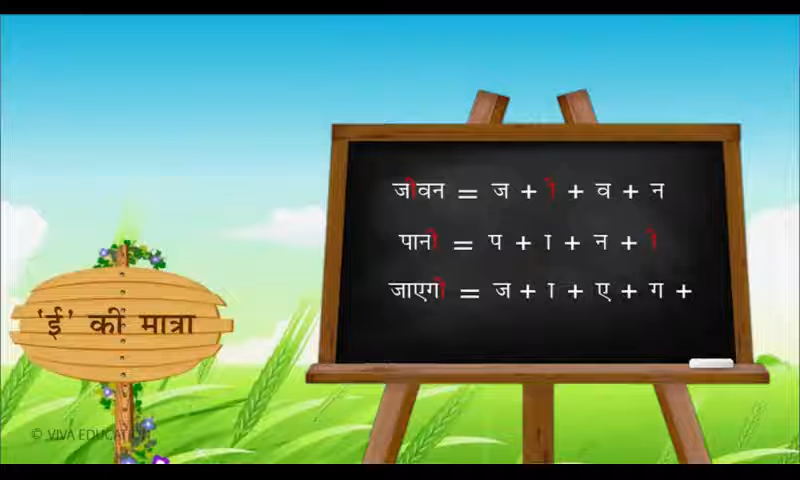 'ई' की मात्रा
जीवन = ज + ी + व + न
पानी = प + ा + न + ी
जाएगी = ज + ा + ए + ग +
© VIVA EDUCATION